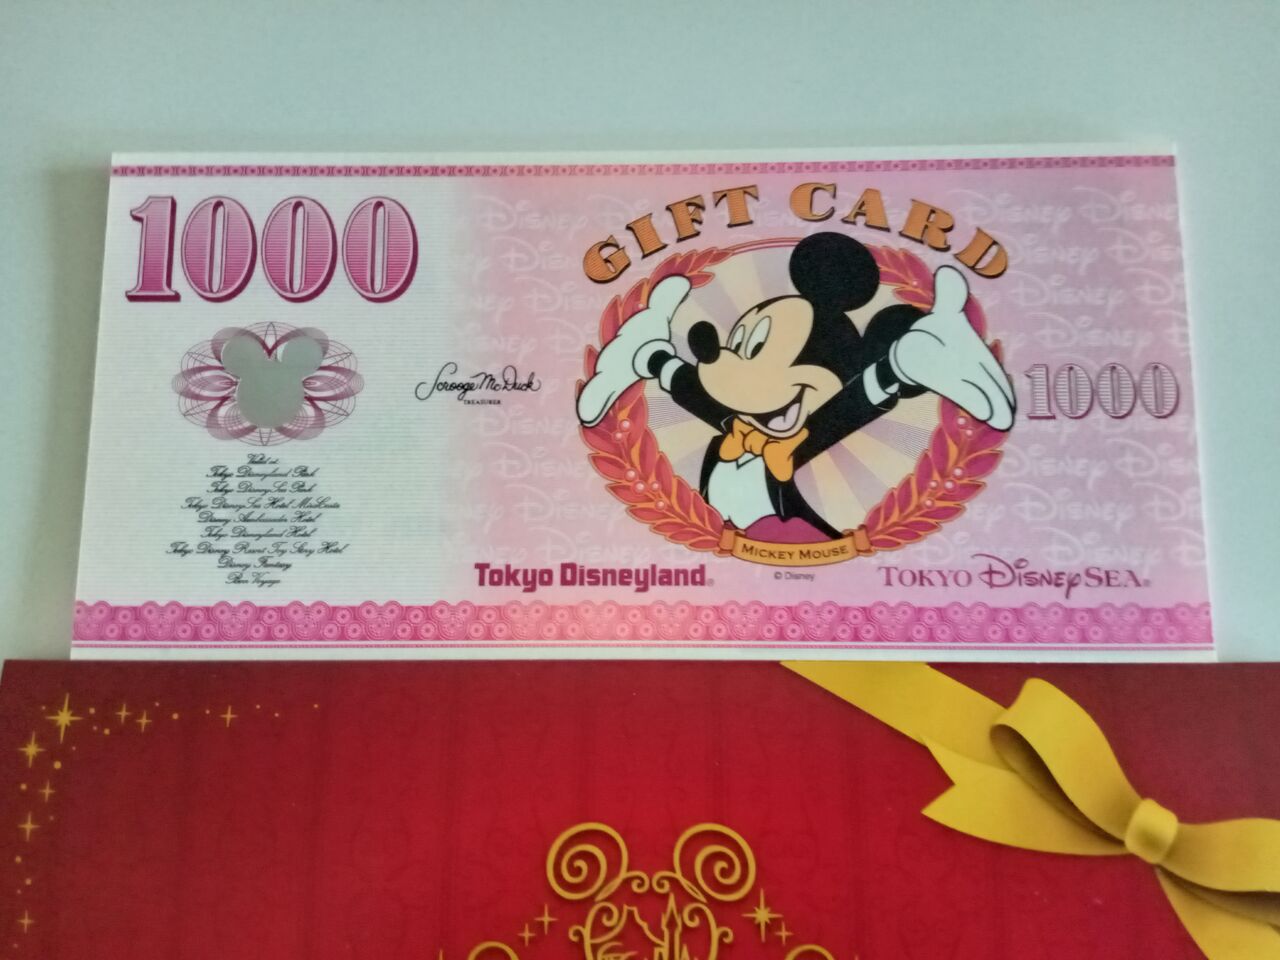 GIFT CARD
1000
1000
Scrooge McDuck
TREASURER
Valid at:
Tokyo Disneyland Park
Tokyo DisneySea Park
Tokyo DisneySea Hotel MiraCosta
Disney Ambassador Hotel
Tokyo Disneyland Hotel
Tokyo Disney Resort Toy Story Hotel
Disney Fantasy
Bon Voyage
MICKEY MOUSE
Tokyo Disneyland®
© Disney
TOKYO DISNEYSEA®